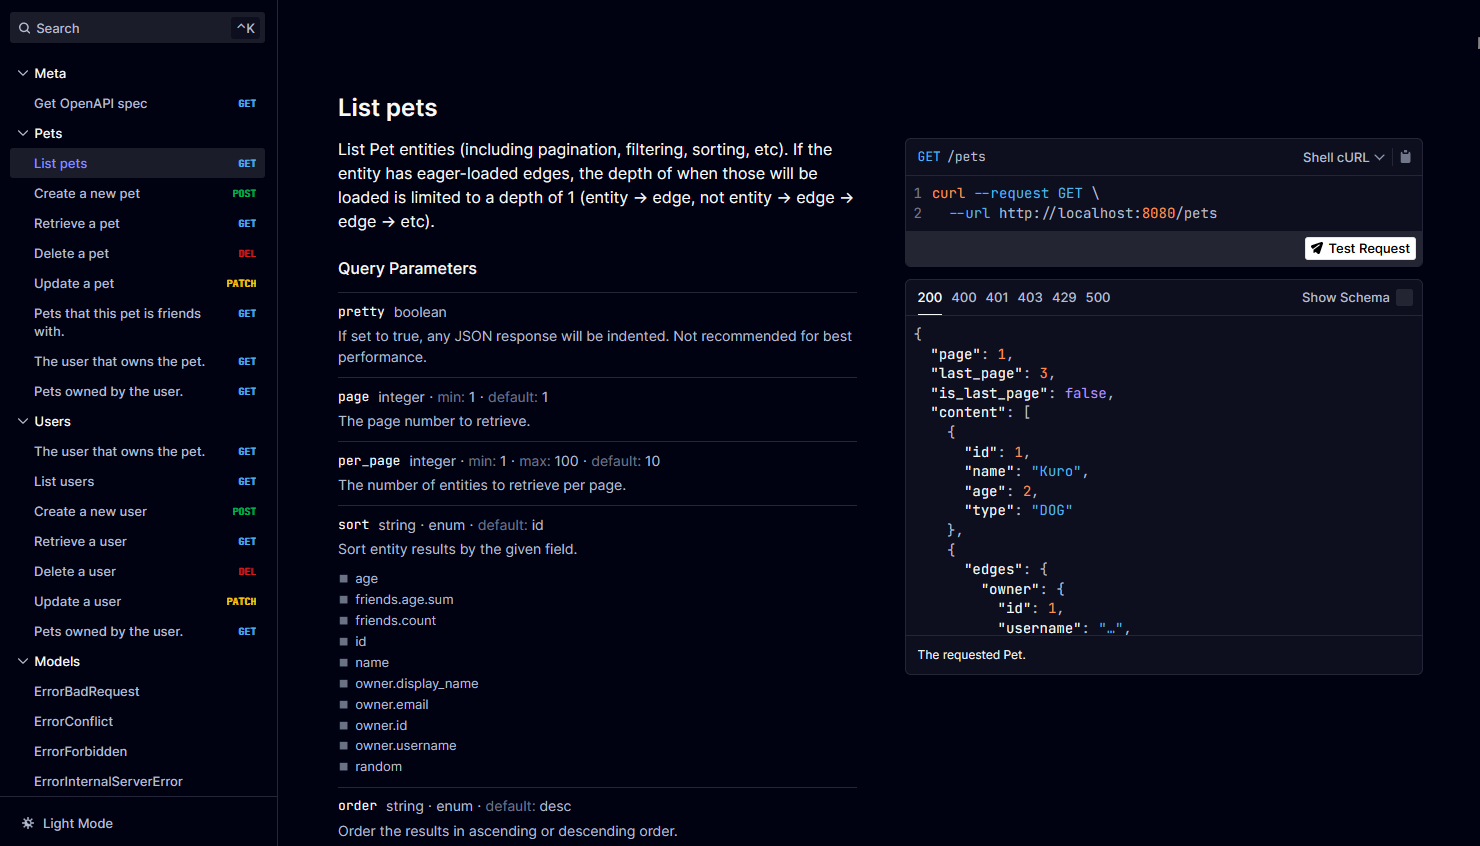 Search ^K
Meta
Get OpenAPI spec GET
Pets
List pets GET
Create a new pet POST
Retrieve a pet GET
Delete a pet DEL
Update a pet PATCH
Pets that this pet is friends GET
with.
The user that owns the pet. GET
Pets owned by the user. GET
Users
The user that owns the pet. GET
List users GET
Create a new user POST
Retrieve a user GET
Delete a user DEL
Update a user PATCH
Pets owned by the user. GET
Models
ErrorBadRequest
ErrorConflict
ErrorForbidden
ErrorInternalServerError
Light Mode
List pets
List Pet entities (including pagination, filtering, sorting, etc). If the
entity has eager-loaded edges, the depth of when those will be
loaded is limited to a depth of 1 (entity → edge, not entity → edge →
edge → etc).
Query Parameters
pretty boolean
If set to true, any JSON response will be indented. Not recommended for best
performance.
page integer · min: 1 · default: 1
The page number to retrieve.
per_page integer · min: 1 · max: 100 · default: 10
The number of entities to retrieve per page.
sort string · enum · default: id
Sort entity results by the given field.
age
friends.age.sum
friends.count
id
name
owner.display_name
owner.email
owner.id
owner.username
random
order string · enum · default: desc
Order the results in ascending or descending order.
GET /pets Shell cURL
1 curl --request GET \
2 --url http://localhost:8080/pets
Test Request
200 400 401 403 429 500 Show Schema
{
"page": 1,
"last_page": 3,
"is_last_page": false,
"content": [
{
"id": 1,
"name": "Kuro",
"age": 2,
"type": "DOG"
},
{
"edges": {
"owner": {
"id": 1,
"username": "…",
The requested Pet.